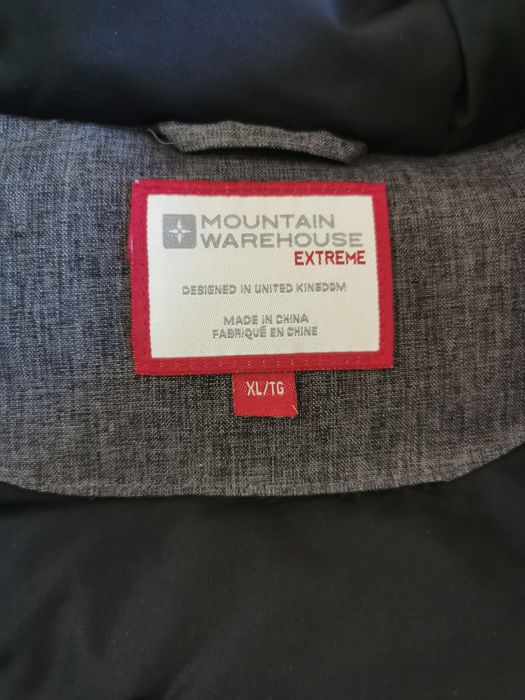 MOUNTAIN
WAREHOUSE
EXTREME
DESIGNED IN UNITED KINGDOM
MADE IN CHINA
FABRIQUÉ EN CHINE
XL/TG